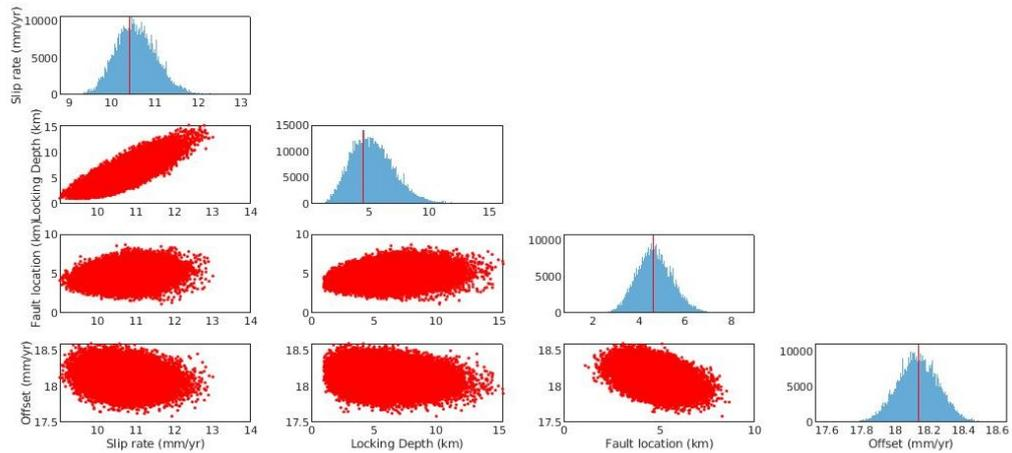 Slip rate (mm/yr)
10000
5000
0
9 10 11 12 13
Locking Depth (km)
15
10
5
0
10 11 12 13 14
15000
10000
5000
0
5 10 15
Fault location (km)
10
5
0
10 11 12 13 14
10
5
0
0 5 10 15
10000
5000
0
2 4 6 8
Offset (mm/yr)
18.5
18
17.5
10 11 12 13 14
Slip rate (mm/yr)
18.5
18
17.5
0 5 10 15
Locking Depth (km)
18.5
18
17.5
0 5 10
Fault location (km)
10000
5000
0
17.6 17.8 18 18.2 18.4 18.6
Offset (mm/yr)